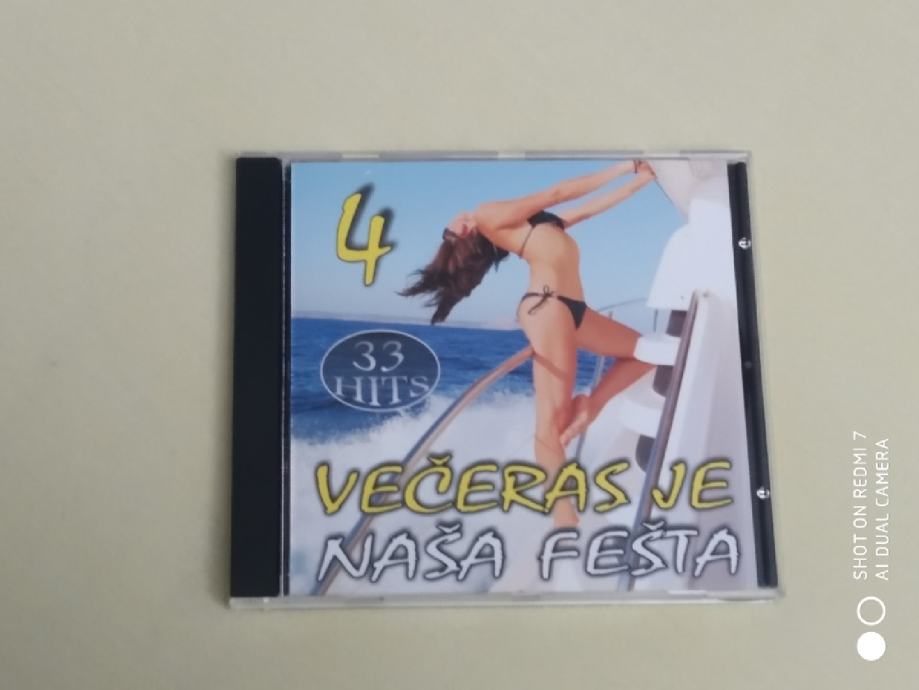 4
33
HITS
VEČERAS JE
NAŠA FEŠTA
SHOT ON REDMI 7
AI DUAL CAMERA